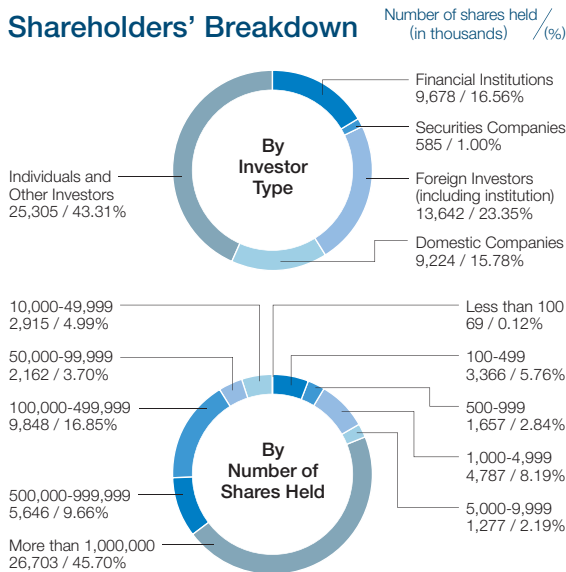 Shareholders’ Breakdown
Number of shares held
(in thousands) / (%)
By
Investor
Type
Financial Institutions
9,678 / 16.56%
Securities Companies
585 / 1.00%
Foreign Investors
(including institution)
13,642 / 23.35%
Domestic Companies
9,224 / 15.78%
Individuals and
Other Investors
25,305 / 43.31%
By
Number of
Shares Held
Less than 100
69 / 0.12%
100-499
3,366 / 5.76%
500-999
1,657 / 2.84%
1,000-4,999
4,787 / 8.19%
5,000-9,999
1,277 / 2.19%
10,000-49,999
2,915 / 4.99%
50,000-99,999
2,162 / 3.70%
100,000-499,999
9,848 / 16.85%
500,000-999,999
5,646 / 9.66%
More than 1,000,000
26,703 / 45.70%